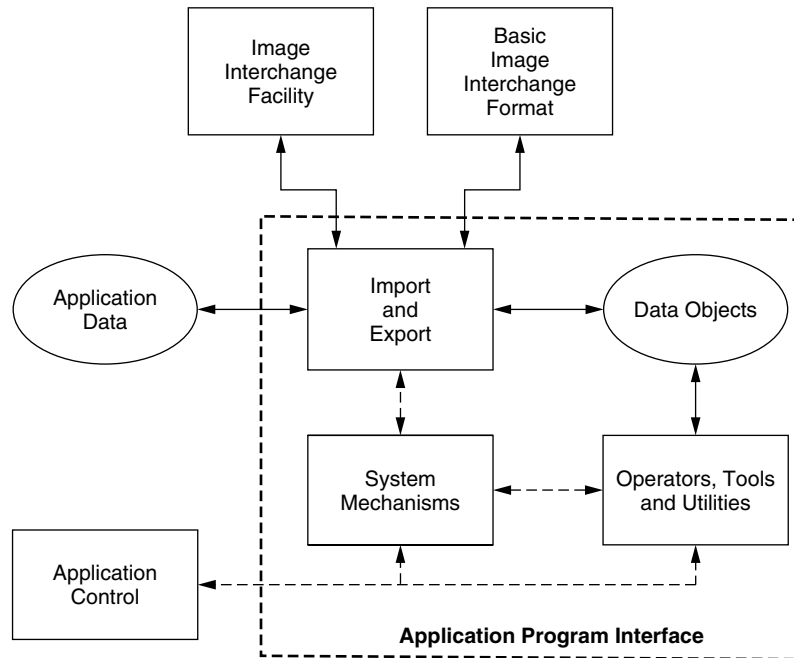 Image
Interchange
Facility
Basic
Image
Interchange
Format
Application
Data
Import
and
Export
Data Objects
System
Mechanisms
Operators, Tools
and Utilities
Application
Control
Application Program Interface